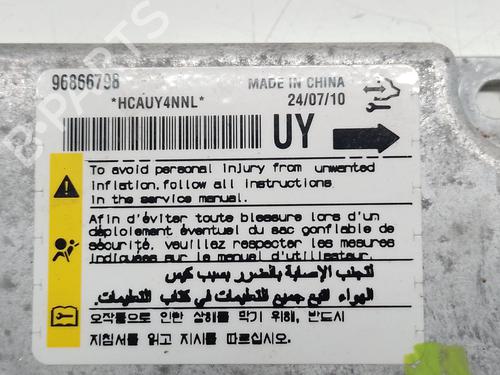 96866798
MADE IN CHINA
*HCAUY4NNL*
24/07/10
UY
To avoid personal injury from unwanted
inflation,follow all instructions
in the service manual.
Afin d'éviter toute blessure lors d'un
déploiement éventuel du sac gonflable de
sécurité, veuillez respecter les mesures
indiquées sur le manuel d'utilisateur.
لتجنب الإصابة بالضرر بسبب كيس
الهواء اتبع جميع التعليمات في كتاب التعليمات.
오작동으로 인한 상해를 막기 위해, 반드시
지침서를 읽고 지시를 따르십시오.